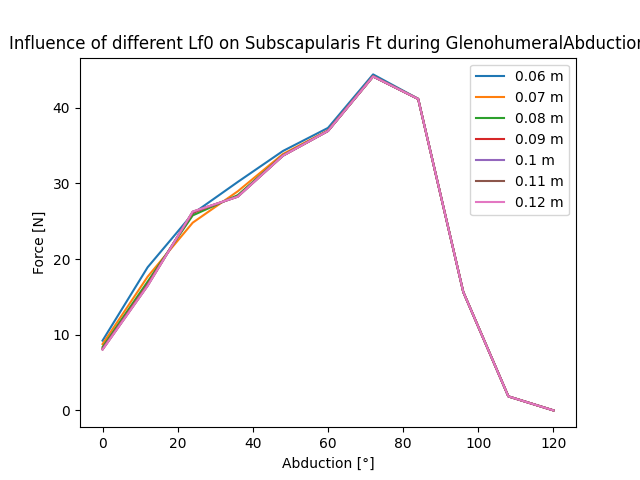 Influence of different Lf0 on Subscapularis Ft during GlenohumeralAbduction
0.06 m
0.07 m
0.08 m
0.09 m
0.1 m
0.11 m
0.12 m
Force [N]
40
30
20
10
0
0 20 40 60 80 100 120
Abduction [°]